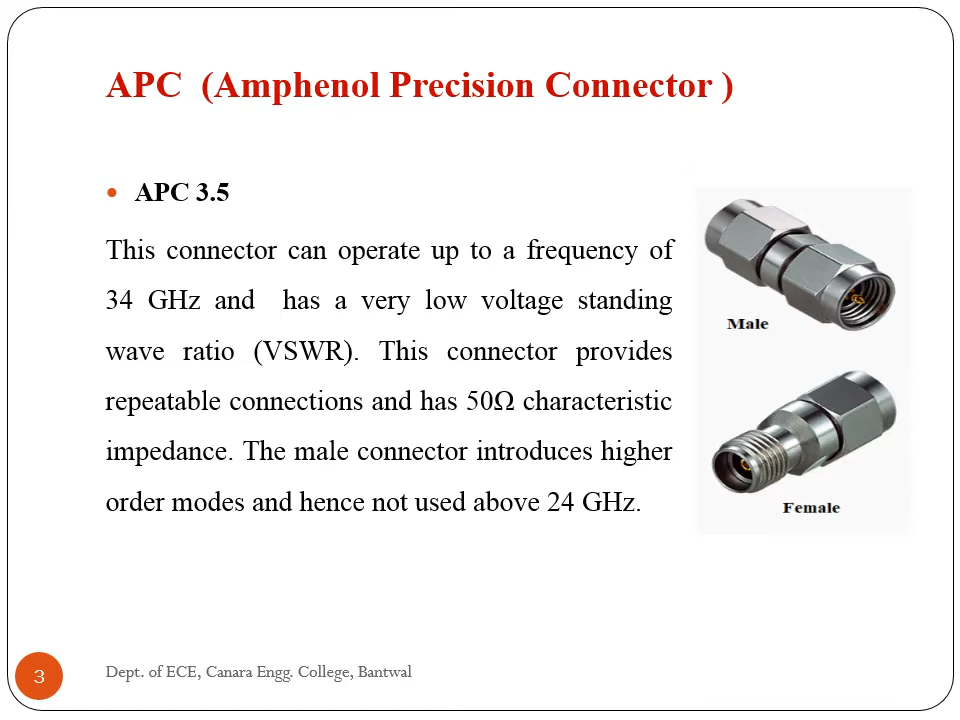 APC (Amphenol Precision Connector )
• APC 3.5
This connector can operate up to a frequency of
34 GHz and has a very low voltage standing
wave ratio (VSWR). This connector provides
repeatable connections and has 50Ω characteristic
impedance. The male connector introduces higher
order modes and hence not used above 24 GHz.
Male
Female
3
Dept. of ECE, Canara Engg. College, Bantwal